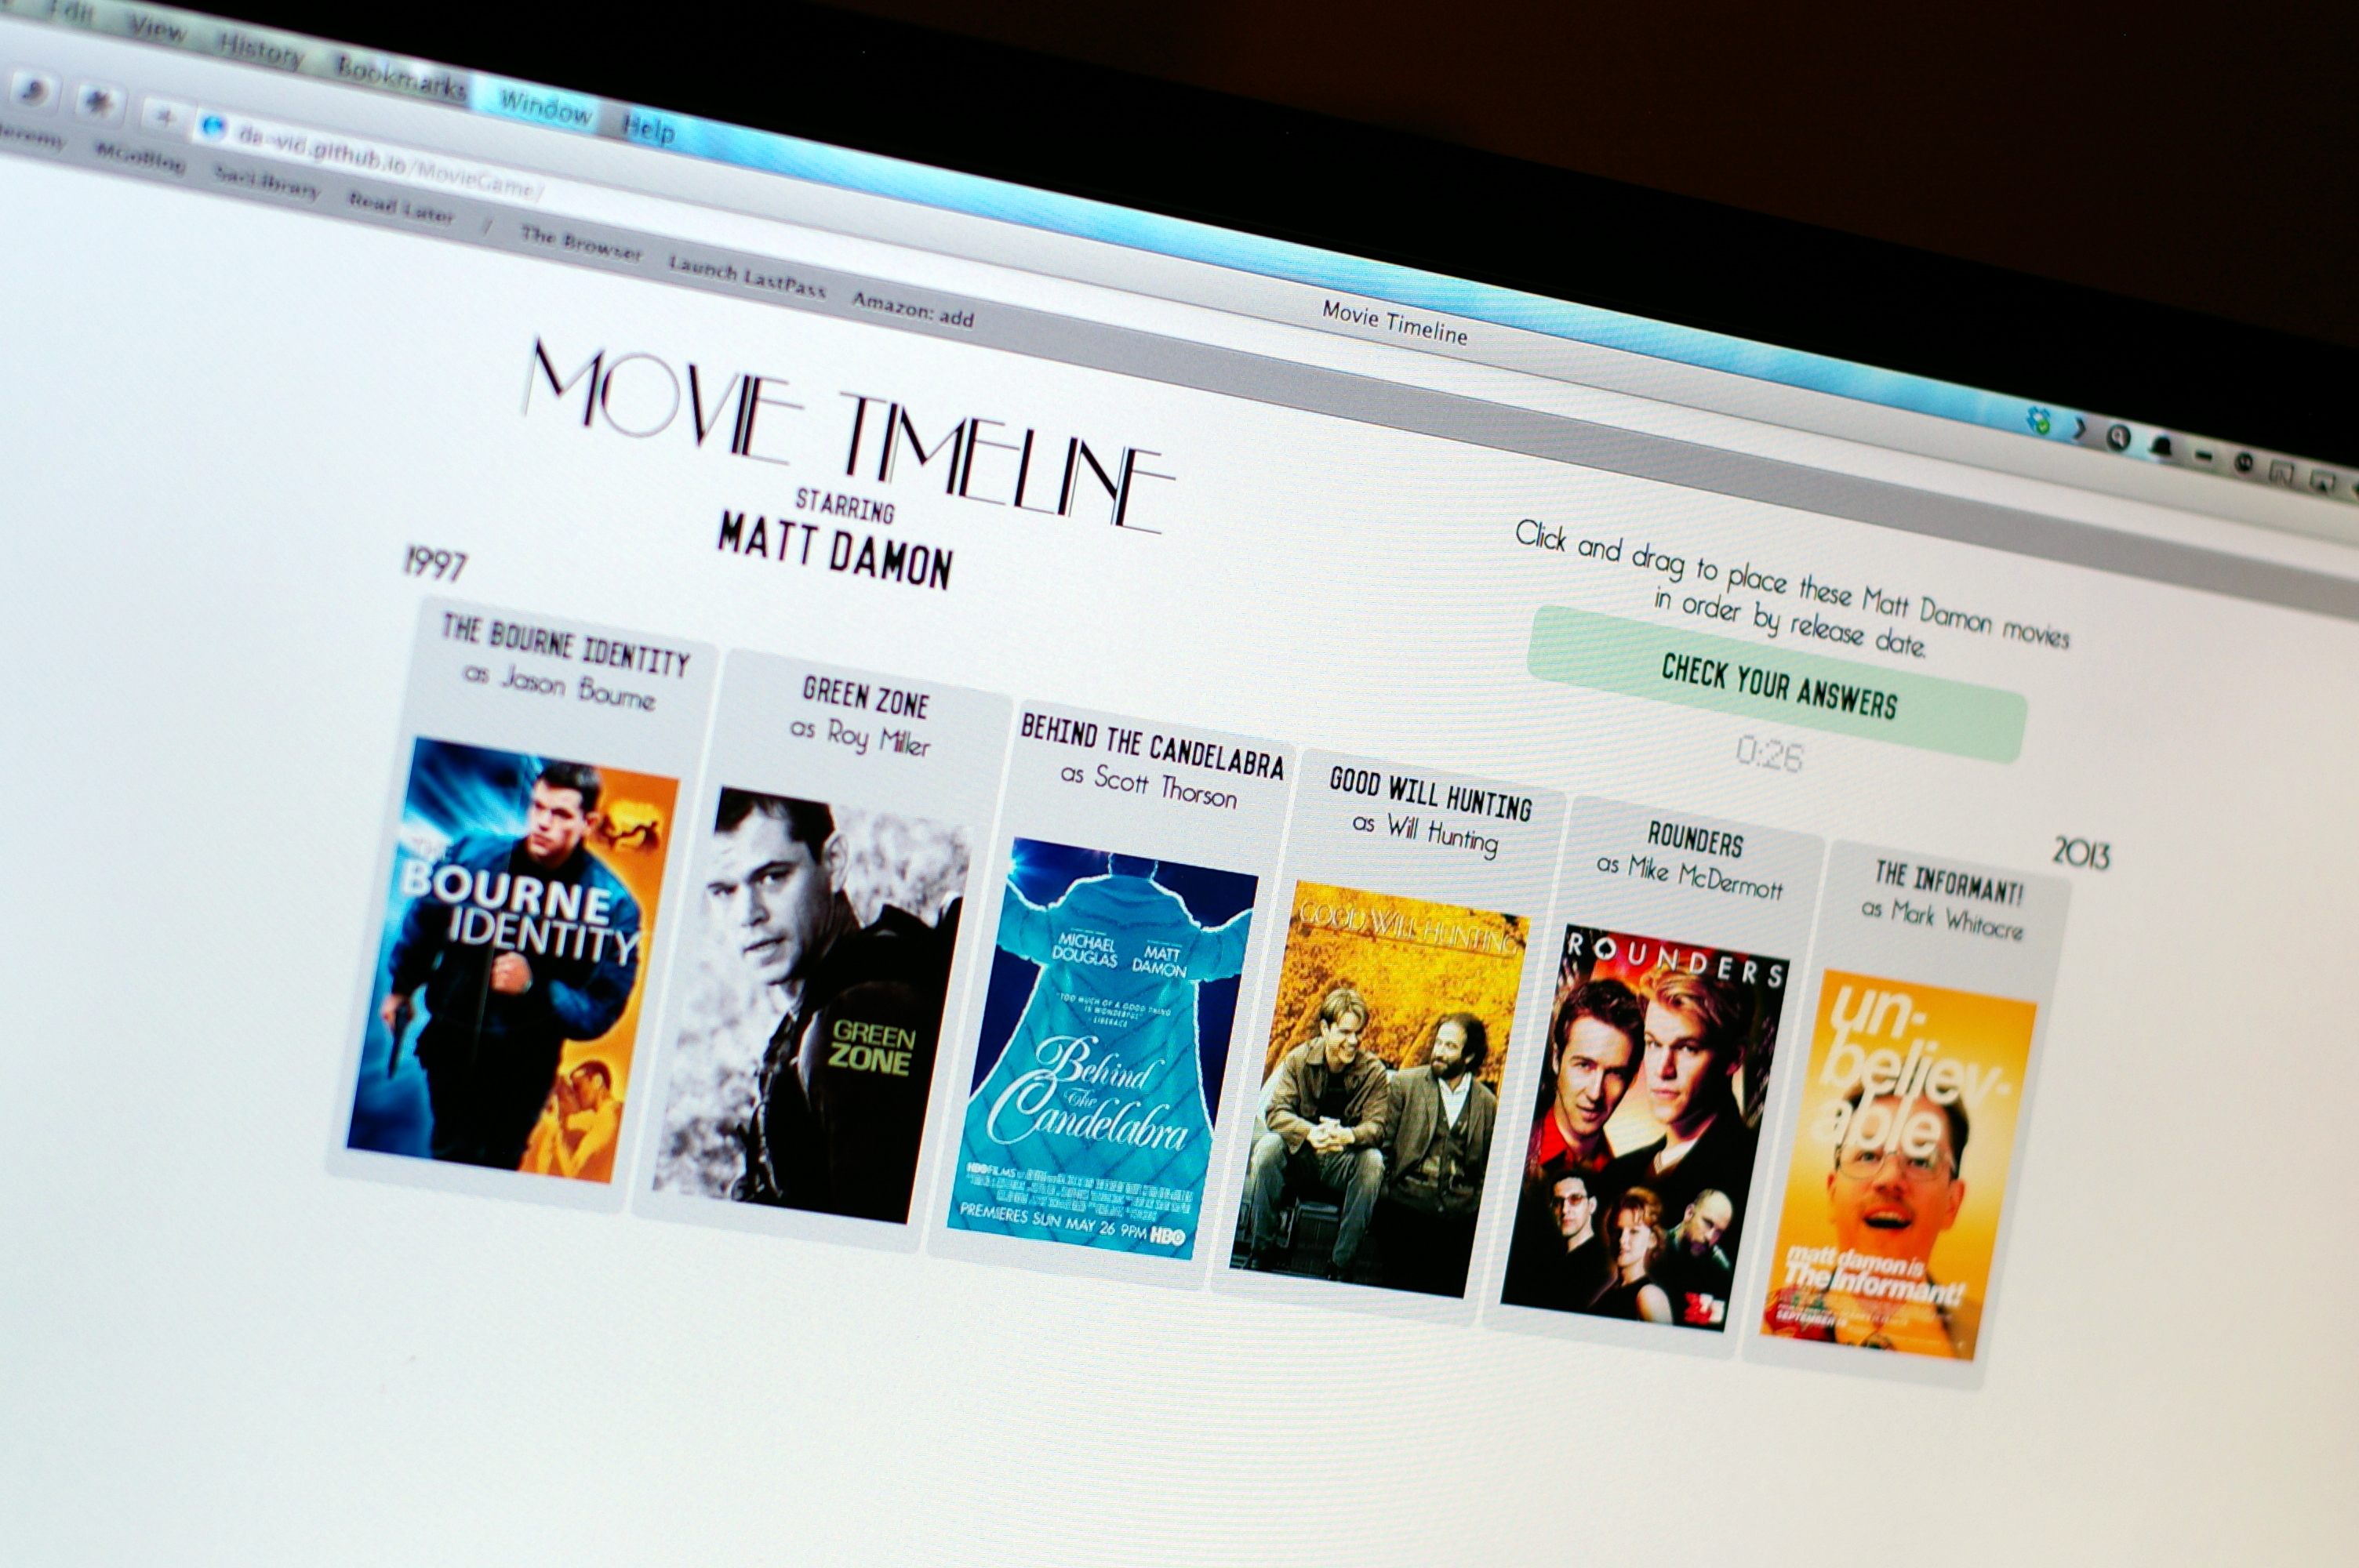 Edit View History Bookmarks Window Help
da-vid.github.io/MovieGame/
Jeremy MGoBlog SacLibrary Read Later / The Browser Launch LastPass Amazon: add
Movie Timeline
MOVIE TIMELINE
STARRING
MATT DAMON
Click and drag to place these Matt Damon movies
in order by release date.
CHECK YOUR ANSWERS
0:26
1997
2013
THE BOURNE IDENTITY
as Jason Bourne
THE
BOURNE
IDENTITY
GREEN ZONE
as Roy Miller
GREEN
ZONE
BEHIND THE CANDELABRA
as Scott Thorson
MICHAEL
DOUGLAS
MATT
DAMON
"TOO MUCH OF A GOOD THING
IS WONDERFUL"
- LIBERACE
Behind
the
Candelabra
HBO FILMS
PREMIERES SUN MAY 26 9PM HBO
GOOD WILL HUNTING
as Will Hunting
GOOD WILL HUNTING
ROUNDERS
as Mike McDermott
ROUNDERS
THE INFORMANT!
as Mark Whitacre
un-
believ-
able
matt damon is
The Informant!